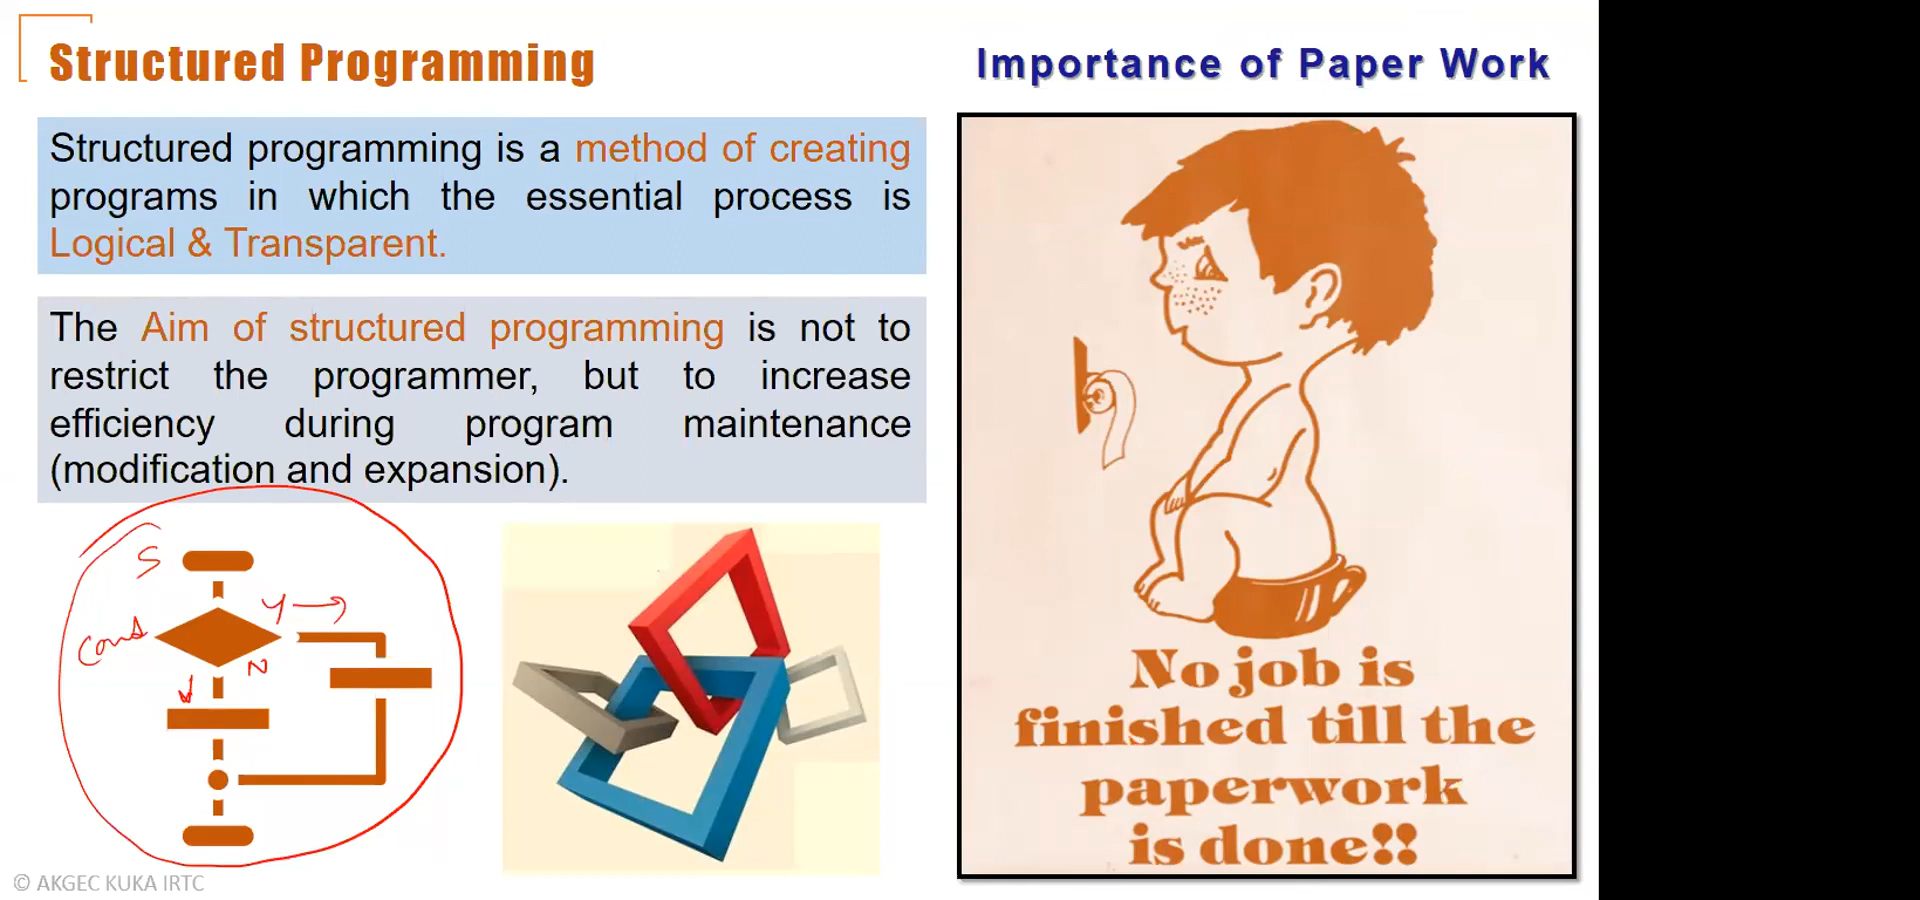 Structured Programming
Structured programming is a method of creating
programs in which the essential process is
Logical & Transparent.
The Aim of structured programming is not to
restrict the programmer, but to increase
efficiency during program maintenance
(modification and expansion).
S
Y
Cond
N
© AKGEC KUKA IRTC
Importance of Paper Work
No job is
finished till the
paperwork
is done!!